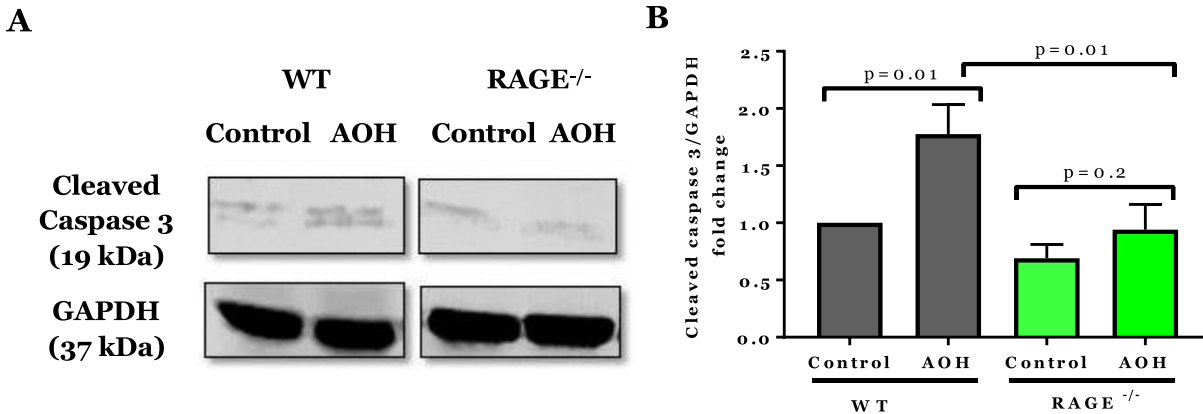 A
WT RAGE-/-
Control AOH Control AOH
Cleaved
Caspase 3
(19 kDa)
GAPDH
(37 kDa)
B
Cleaved caspase 3/GAPDH
fold change
2.5
2.0
1.5
1.0
0.5
0.0
p=0.01
p=0.01
p=0.2
Control AOH Control AOH
WT RAGE -/-